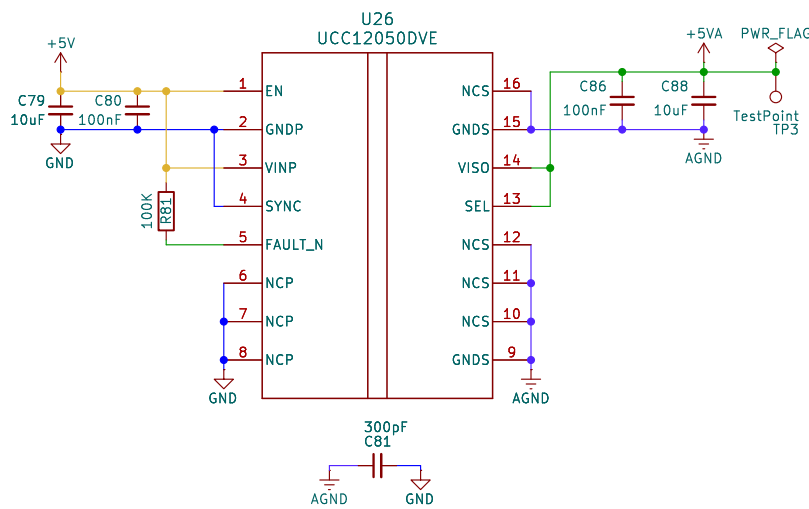 U26
UCC12050DVE
+5V
+5VA
PWR_FLAG
C79
10uF
C80
100nF
GND
1 EN
2 GNDP
3 VINP
4 SYNC
5 FAULT_N
6 NCP
7 NCP
8 NCP
100K
R81
GND
NCS 16
GNDS 15
VISO 14
SEL 13
NCS 12
NCS 11
NCS 10
GNDS 9
C86
100nF
C88
10uF
TestPoint
TP3
AGND
AGND
300pF
C81
AGND
GND